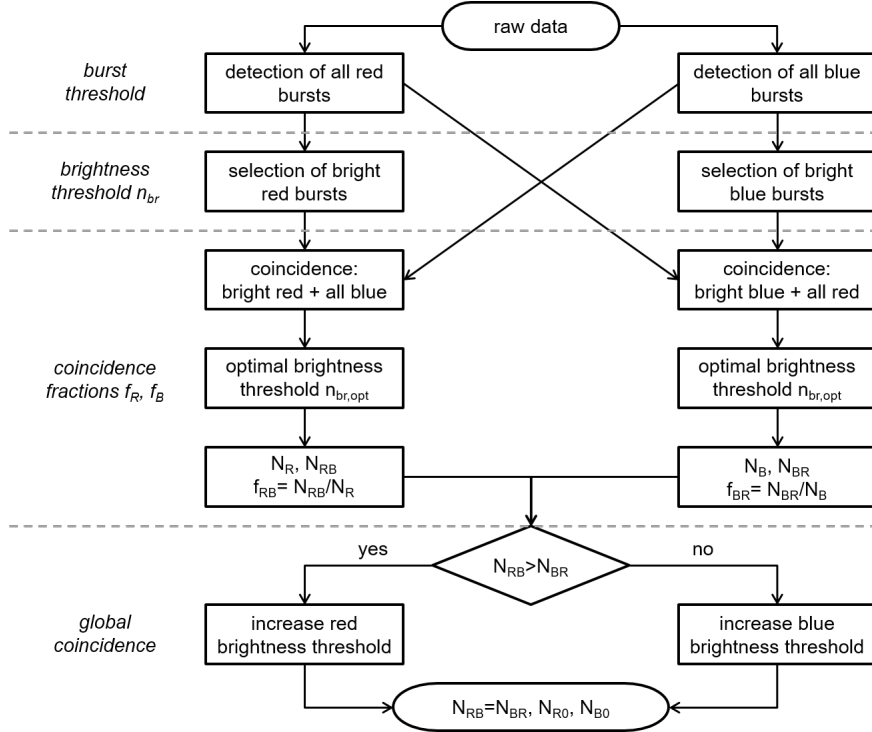 raw data
burst
threshold
detection of all red
bursts
detection of all blue
bursts
brightness
threshold n_br
selection of bright
red bursts
selection of bright
blue bursts
coincidence:
bright red + all blue
coincidence:
bright blue + all red
coincidence
fractions f_R, f_B
optimal brightness
threshold n_br,opt
optimal brightness
threshold n_br,opt
N_R, N_RB
f_RB= N_RB/N_R
N_B, N_BR
f_BR= N_BR/N_B
yes
N_RB>N_BR
no
global
coincidence
increase red
brightness threshold
increase blue
brightness threshold
N_RB=N_BR, N_R0, N_B0